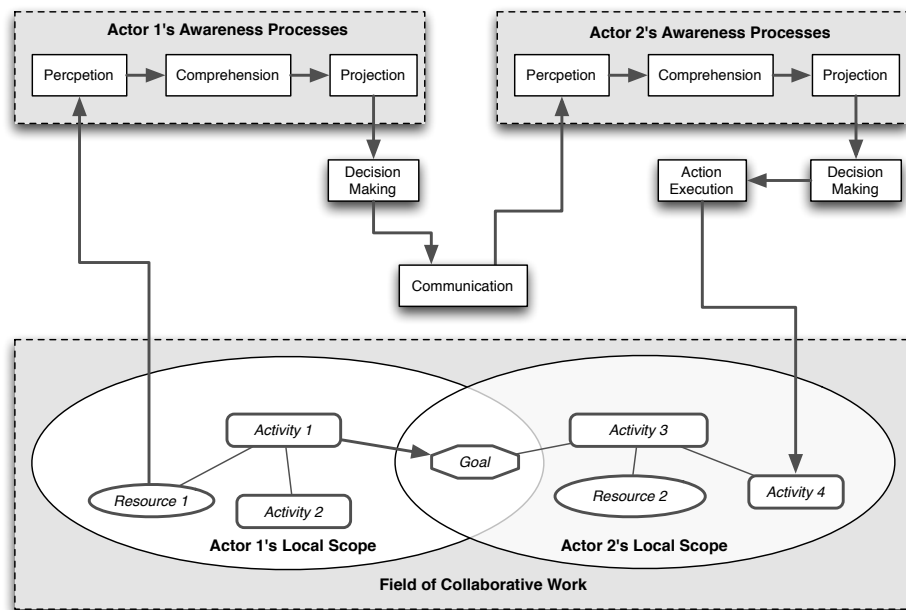 Actor 1's Awareness Processes
Percpetion
Comprehension
Projection
Decision
Making
Actor 2's Awareness Processes
Percpetion
Comprehension
Projection
Action
Execution
Decision
Making
Communication
Activity 1
Goal
Activity 3
Resource 1
Activity 2
Resource 2
Activity 4
Actor 1's Local Scope
Actor 2's Local Scope
Field of Collaborative Work